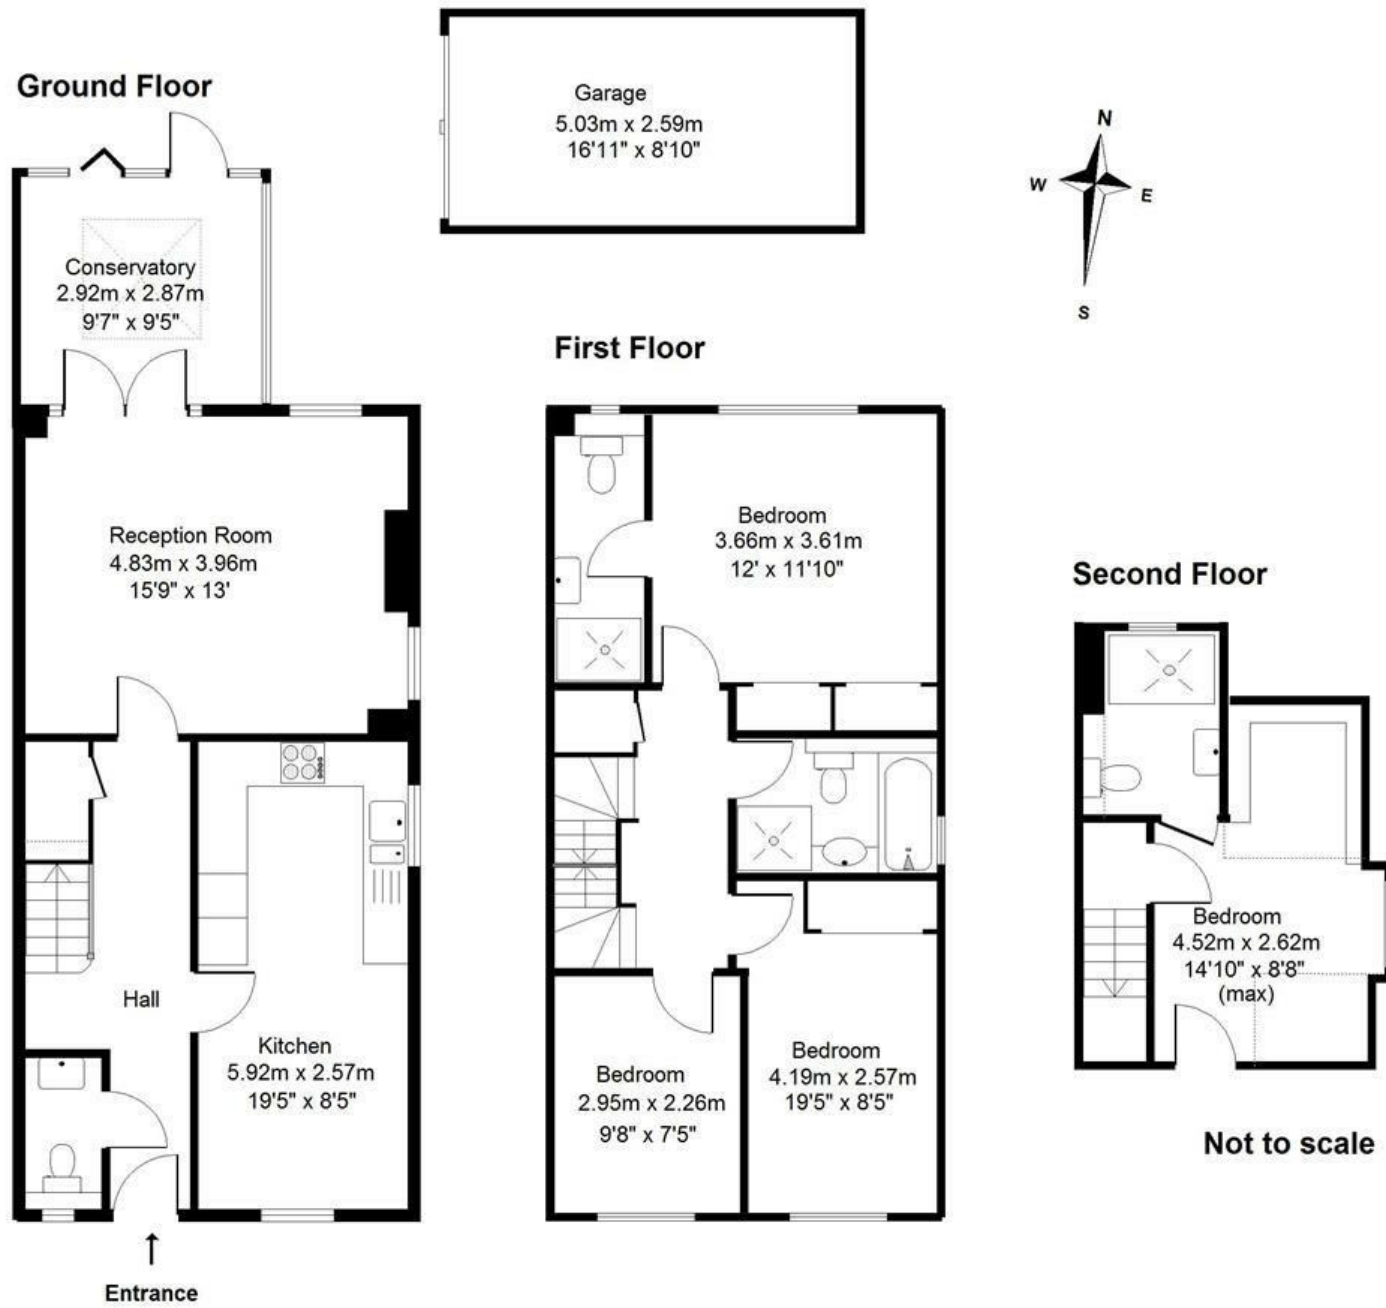 Ground Floor
Garage
5.03m x 2.59m
16'11" x 8'10"
N
W
E
S
Conservatory
2.92m x 2.87m
9'7" x 9'5"
Reception Room
4.83m x 3.96m
15'9" x 13'
Hall
Kitchen
5.92m x 2.57m
19'5" x 8'5"
Entrance
First Floor
Bedroom
3.66m x 3.61m
12' x 11'10"
Bedroom
2.95m x 2.26m
9'8" x 7'5"
Bedroom
4.19m x 2.57m
19'5" x 8'5"
Second Floor
Bedroom
4.52m x 2.62m
14'10" x 8'8"
(max)
Not to scale